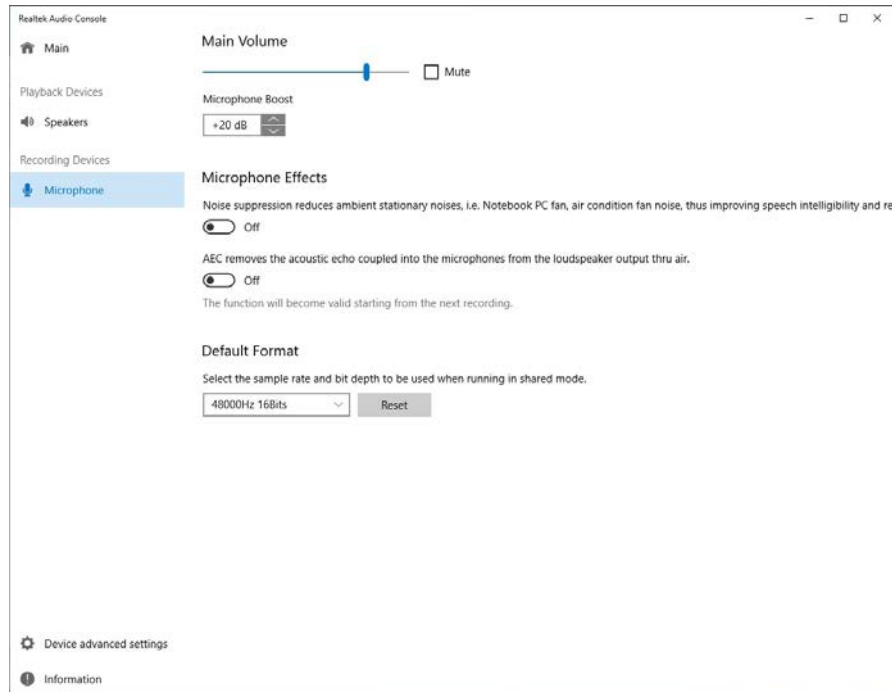 Realtek Audio Console
Main
Playback Devices
Speakers
Recording Devices
Microphone
Device advanced settings
Information
Main Volume
Mute
Microphone Boost
+20 dB
Microphone Effects
Noise suppression reduces ambient stationary noises, i.e. Notebook PC fan, air condition fan noise, thus improving speech intelligibility and re
Off
AEC removes the acoustic echo coupled into the microphones from the loudspeaker output thru air.
Off
The function will become valid starting from the next recording.
Default Format
Select the sample rate and bit depth to be used when running in shared mode.
48000Hz 16Bits
Reset